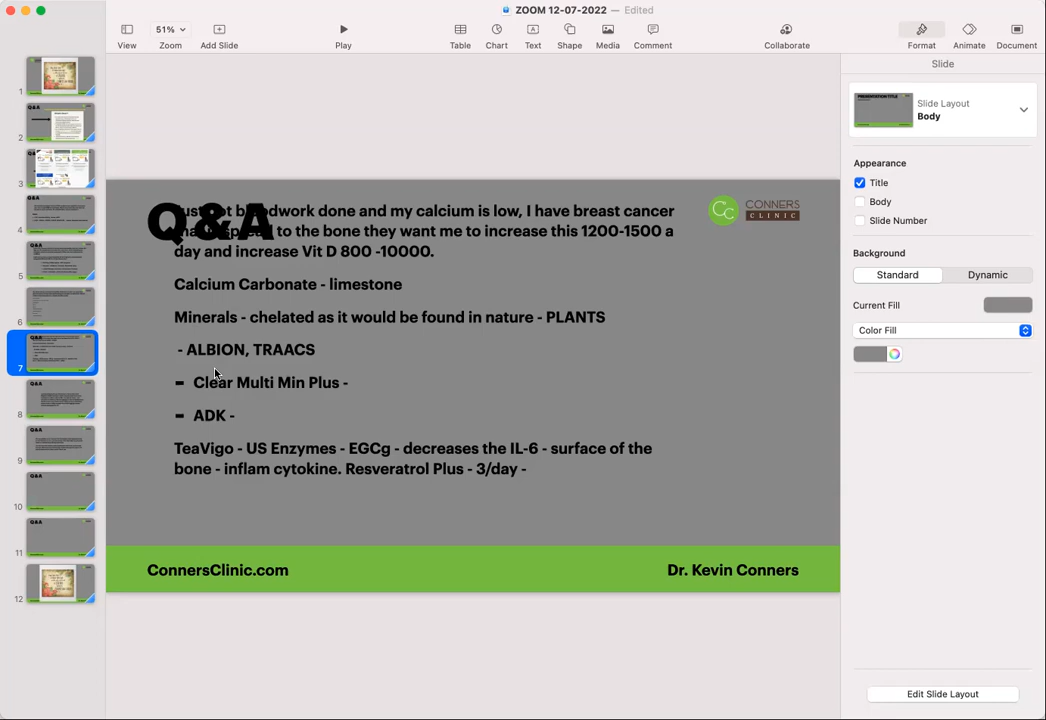 ZOOM 12-07-2022 — Edited
View
51%
Zoom
Add Slide
Play
Table
Chart
Text
Shape
Media
Comment
Collaborate
Format
Animate
Document
1
2
3
4
5
6
7
8
9
10
11
12
Q&A
Q&A
Q&A
Q&A
Q&A
Q&A
Just got bloodwork done and my calcium is low, I have breast cancer
to the bone they want me to increase this 1200-1500 a
day and increase Vit D 800 -10000.
CC CONNERS
CLINIC
Calcium Carbonate - limestone
Minerals - chelated as it would be found in nature - PLANTS
- ALBION, TRAACS
- Clear Multi Min Plus -
- ADK -
TeaVigo - US Enzymes - EGCg - decreases the IL-6 - surface of the
bone - inflam cytokine. Resveratrol Plus - 3/day -
ConnersClinic.com
Dr. Kevin Conners
Slide
PRESENTATION TITLE
Slide Layout
Body
Appearance
Title
Body
Slide Number
Background
Standard
Dynamic
Current Fill
Color Fill
Edit Slide Layout